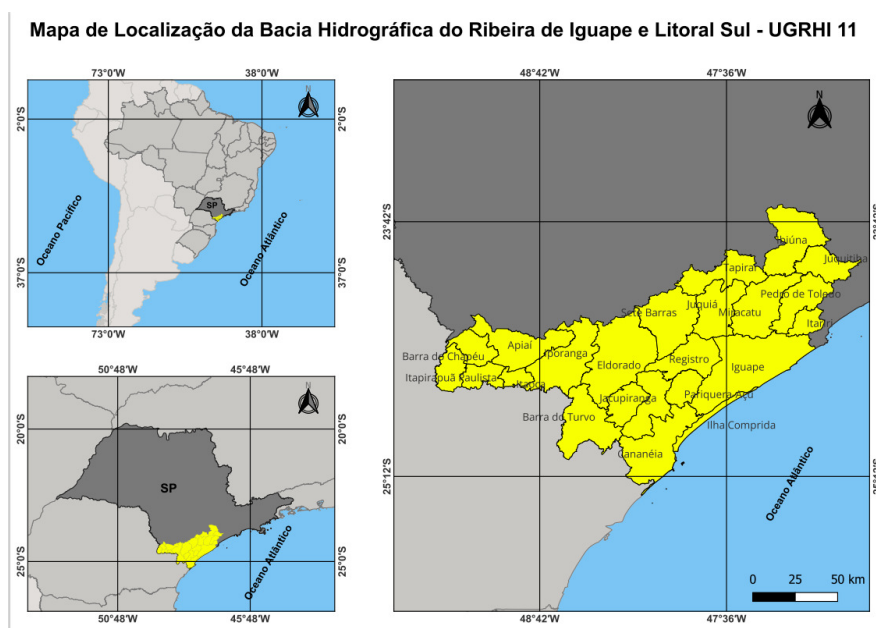 Mapa de Localização da Bacia Hidrográfica do Ribeira de Iguape e Litoral Sul - UGRHI 11
73°0'W 38°0'W
N
2°0'S 2°0'S
SP
Oceano Pacífico
Oceano Atlântico
37°0'S 37°0'S
73°0'W 38°0'W
50°48'W 45°48'W
N
20°0'S 20°0'S
SP
Oceano Atlântico
25°0'S 25°0'S
50°48'W 45°48'W
48°42'W 47°36'W
N
23°42'S 23°42'S
Ibiúna
Juquitiba
Tapiraí
Pedro de Toledo
Juquiá
Sete Barras Miracatu
Itariri
Apiaí
Barra do Chapéu Iporanga
Registro
Eldorado Iguape
Itapirapuã Paulista
Itaóca
Jacupiranga Pariquera Açu
Barra do Turvo
Ilha Comprida
Cananéia
25°12'S 25°12'S
Oceano Atlântico
0 25 50 km
48°42'W 47°36'W